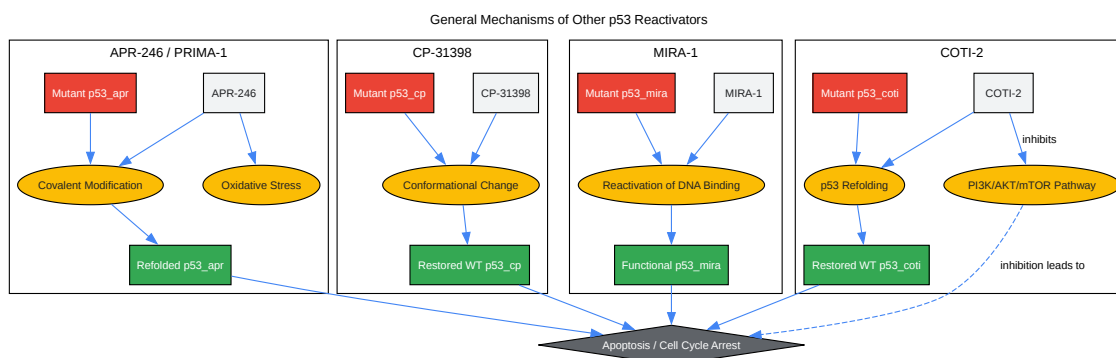 General Mechanisms of Other p53 Reactivators
APR-246 / PRIMA-1
CP-31398
MIRA-1
COTI-2
Mutant p53_apr
APR-246
Mutant p53_cp
CP-31398
Mutant p53_mira
MIRA-1
Mutant p53_coti
COTI-2
inhibits
Covalent Modification
Oxidative Stress
Conformational Change
Reactivation of DNA Binding
p53 Refolding
PI3K/AKT/mTOR Pathway
Refolded p53_apr
Restored WT p53_cp
Functional p53_mira
Restored WT p53_coti
inhibition leads to
Apoptosis / Cell Cycle Arrest